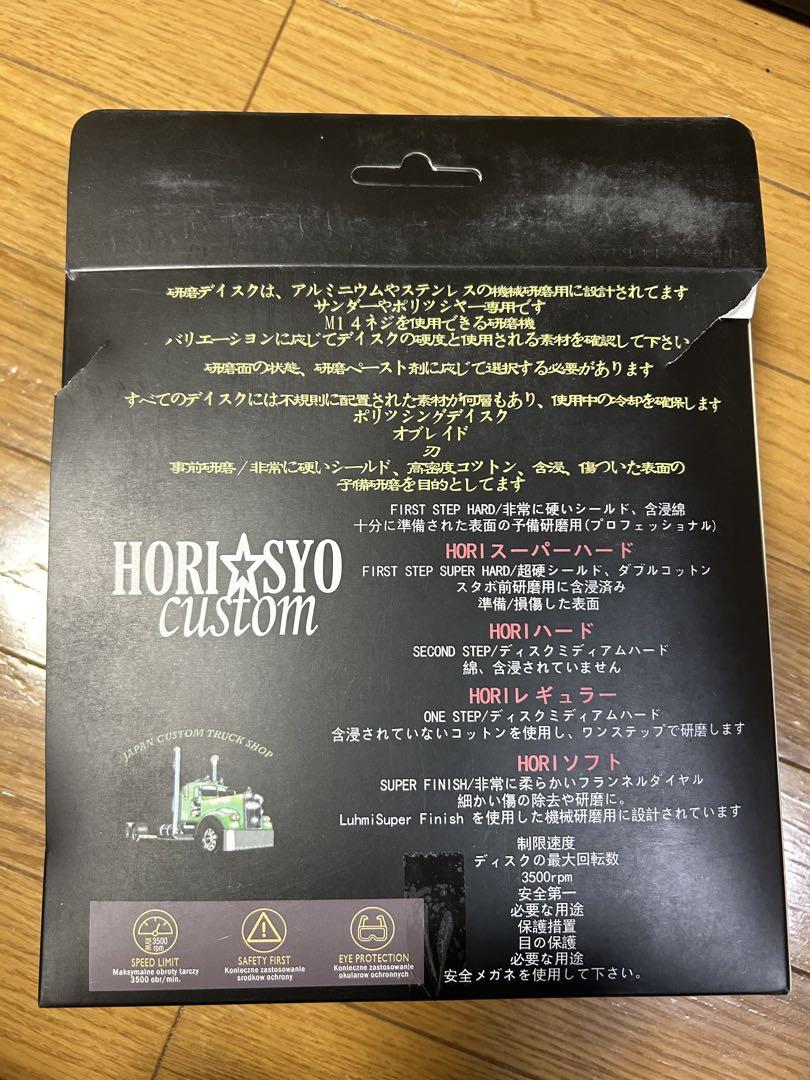 研磨デイスクは、アルミニウムやステンレスの機械研磨用に設計されてます
サンダーやポリツシヤー専用です
M14ネジを使用できる研磨機
バリエーションに応じてデイスクの硬度と使用される素材を確認して下さい
研磨面の状態、研磨ペースト剤に応じて選択する必要があります
すべてのデイスクには不規則に配置された素材が何層もあり、使用中の冷却を確保します
ポリツシングデイスク
オブレイド
刃
事前研磨/非常に硬いシールド、高密度コツトン、含浸、傷ついた表面の
予備研磨を目的としてます
FIRST STEP HARD/非常に硬いシールド、含浸綿
十分に準備された表面の予備研磨用(プロフェッショナル)
HORIスーパーハード
FIRST STEP SUPER HARD/超硬シールド、ダブルコットン
スタボ前研磨用に含浸済み
準備/損傷した表面
HORIハード
SECOND STEP/ディスクミディアムハード
綿、含浸されていません
HORIレギュラー
ONE STEP/ディスクミディアムハード
含浸されていないコットンを使用し、ワンステップで研磨します
HORIソフト
SUPER FINISH/非常に柔らかいフランネルダイヤル
細かい傷の除去や研磨に。
LuhmiSuper Finish を使用した機械研磨用に設計されています
制限速度
ディスクの最大回転数
3500rpm
安全第一
必要な用途
保護措置
目の保護
必要な用途
安全メガネを使用して下さい。
HORI☆SYO
custom
JAPAN CUSTOM TRUCK SHOP
MAX 3500 rpm
SPEED LIMIT
Maksymalne obroty tarczy
3500 obr/min.
SAFETY FIRST
Konieczne zastosowanie
srodkow ochrony
EYE PROTECTION
Konieczne zastosowanie
okularow ochronnych